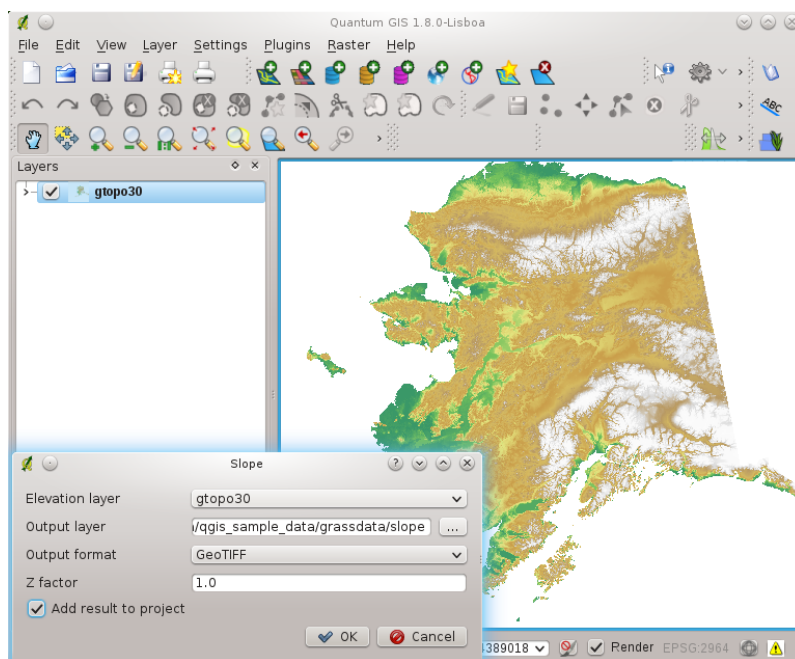 Quantum GIS 1.8.0-Lisboa
File Edit View Layer Settings Plugins Raster Help
ABC
Layers
gtopo30
Slope
Elevation layer gtopo30
Output layer /qgis_sample_data/grassdata/slope ...
Output format GeoTIFF
Z factor 1.0
Add result to project
OK Cancel
4389018 Render EPSG:2964